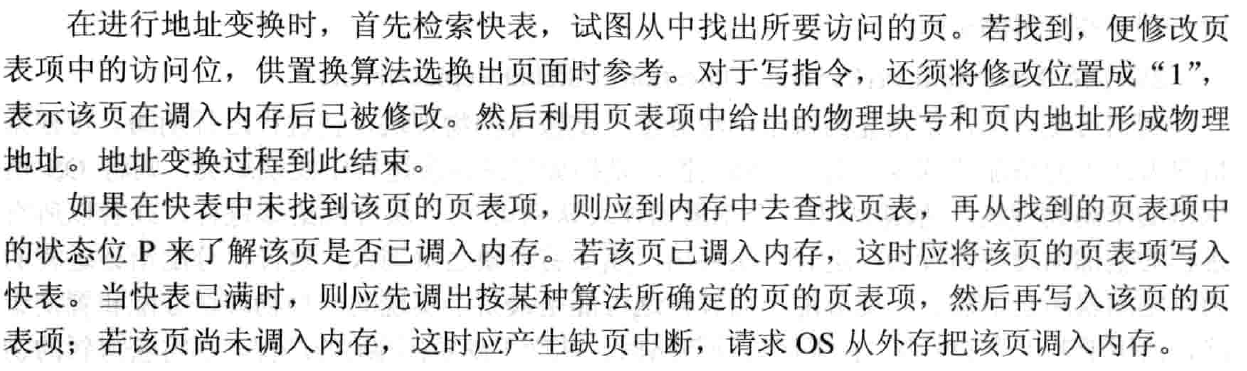 在进行地址变换时，首先检索快表，试图从中找出所要访问的页。若找到，便修改页
表项中的访问位，供置换算法选换出页面时参考。对于写指令，还须将修改位置成“1”，
表示该页在调入内存后已被修改。然后利用页表项中给出的物理块号和页内地址形成物理
地址。地址变换过程到此结束。
如果在快表中未找到该页的页表项，则应到内存中去查找页表，再从找到的页表项中
的状态位 P 来了解该页是否已调入内存。若该页已调入内存，这时应将该页的页表项写入
快表。当快表已满时，则应先调出按某种算法所确定的页的页表项，然后再写入该页的页
表项；若该页尚未调入内存，这时应产生缺页中断，请求 OS 从外存把该页调入内存。